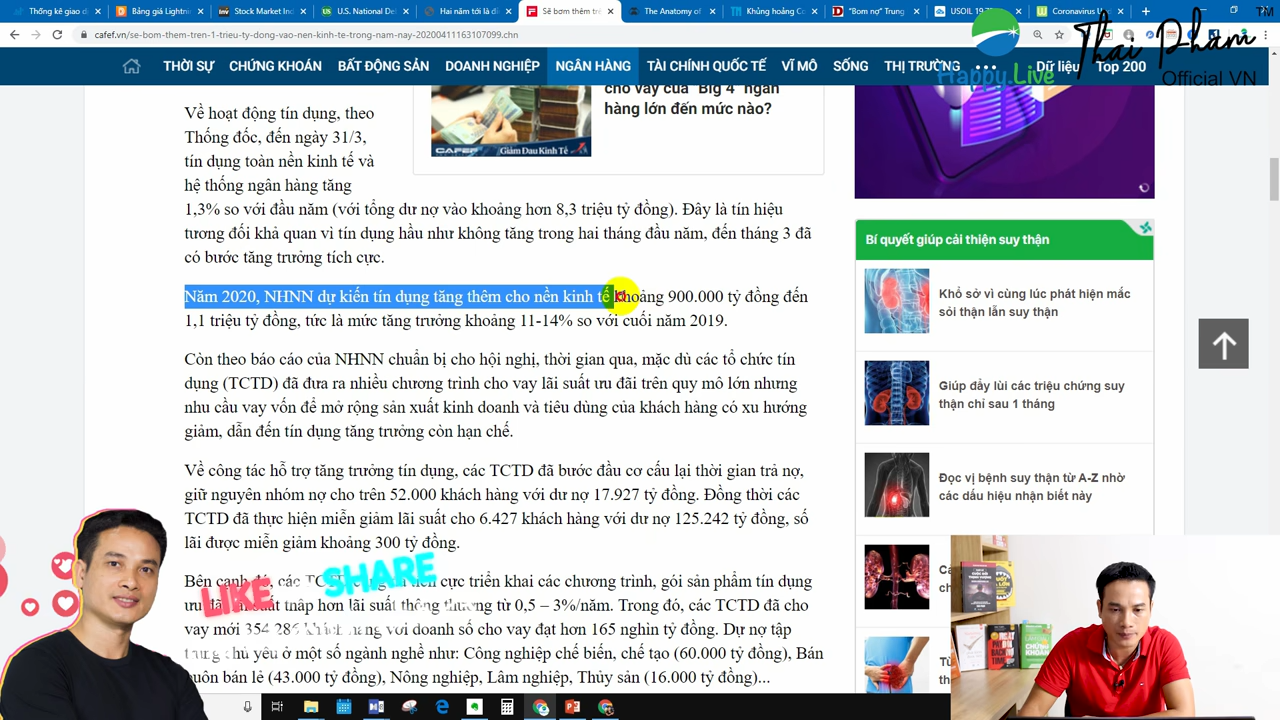 Thống kê giao d
Bảng giá Lightni
Stock Market Ind
U.S. National De
Hai năm tới là đi
Sẽ bơm thêm trê
The Anatomy of
Khủng hoảng Co
"Bom nợ" Trung
USOIL 19.78
Coronavirus U
cafef.vn/se-bom-them-tren-1-trieu-ty-dong-vao-nen-kinh-te-trong-nam-nay-20200411163107099.chn
THỜI SỰ CHỨNG KHOÁN BẤT ĐỘNG SẢN DOANH NGHIỆP NGÂN HÀNG TÀI CHÍNH QUỐC TẾ VĨ MÔ SỐNG THỊ TRƯỜNG ••• Dữ liệu Top 200
Happy.Live
Thai Pham
TM
Official VN
cho vay của "Big 4" ngân
hàng lớn đến mức nào?
CAFEF
Giảm Đau Kinh Tế
Về hoạt động tín dụng, theo
Thống đốc, đến ngày 31/3,
tín dụng toàn nền kinh tế và
hệ thống ngân hàng tăng
1,3% so với đầu năm (với tổng dư nợ vào khoảng hơn 8,3 triệu tỷ đồng). Đây là tín hiệu
tương đối khả quan vì tín dụng hầu như không tăng trong hai tháng đầu năm, đến tháng 3 đã
có bước tăng trưởng tích cực.
Năm 2020, NHNN dự kiến tín dụng tăng thêm cho nền kinh tế khoảng 900.000 tỷ đồng đến
1,1 triệu tỷ đồng, tức là mức tăng trưởng khoảng 11-14% so với cuối năm 2019.
Còn theo báo cáo của NHNN chuẩn bị cho hội nghị, thời gian qua, mặc dù các tổ chức tín
dụng (TCTD) đã đưa ra nhiều chương trình cho vay lãi suất ưu đãi trên quy mô lớn nhưng
nhu cầu vay vốn để mở rộng sản xuất kinh doanh và tiêu dùng của khách hàng có xu hướng
giảm, dẫn đến tín dụng tăng trưởng còn hạn chế.
Về công tác hỗ trợ tăng trưởng tín dụng, các TCTD đã bước đầu cơ cấu lại thời gian trả nợ,
giữ nguyên nhóm nợ cho trên 52.000 khách hàng với dư nợ 17.927 tỷ đồng. Đồng thời các
TCTD đã thực hiện miễn giảm lãi suất cho 6.427 khách hàng với dư nợ 125.242 tỷ đồng, số
lãi được miễn giảm khoảng 300 tỷ đồng.
Bên cạnh đó các cực triển khai các chương trình, gói sản phẩm tín dụng
thấp hơn lãi suất thông thường từ 0,5 – 3%/năm. Trong đó, các TCTD đã cho
vay mới 354.286 khách hàng với doanh số cho vay đạt hơn 165 nghìn tỷ đồng. Dư nợ tập
trung chủ yếu ở một số ngành nghề như: Công nghiệp chế biến, chế tạo (60.000 tỷ đồng), Bán
buôn bán lẻ (43.000 tỷ đồng), Nông nghiệp, Lâm nghiệp, Thủy sản (16.000 tỷ đồng)...
LIKE
SHARE
Bí quyết giúp cải thiện suy thận
Khổ sở vì cùng lúc phát hiện mắc
sỏi thận lẫn suy thận
Giúp đẩy lùi các triệu chứng suy
thận chỉ sau 1 tháng
Đọc vị bệnh suy thận từ A-Z nhờ
các dấu hiệu nhận biết này